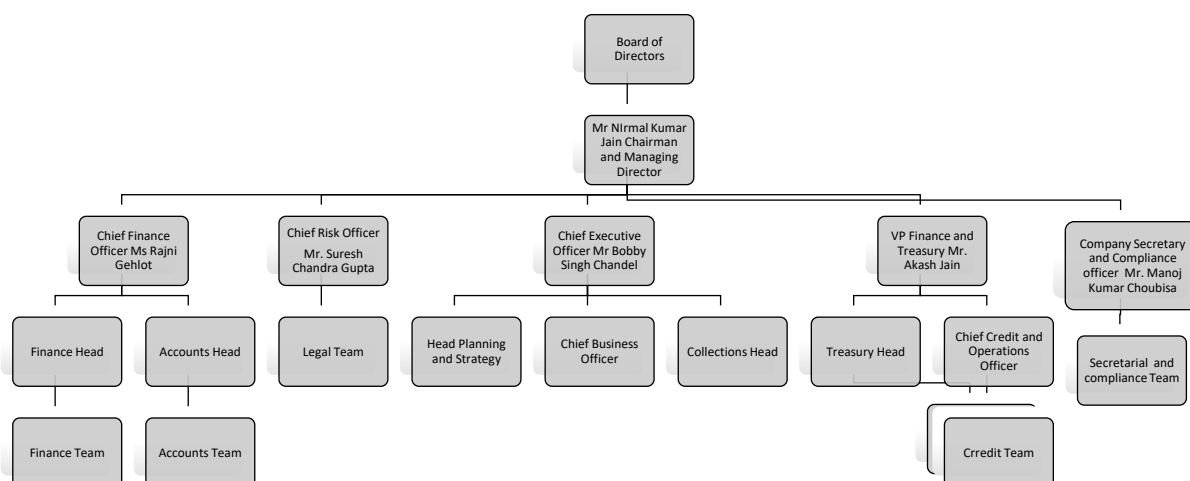 Board of
Directors
Mr NIrmal Kumar
Jain Chairman
and Managing
Director
Chief Finance
Officer Ms Rajni
Gehlot
Chief Risk Officer
Mr. Suresh
Chandra Gupta
Chief Executive
Officer Mr Bobby
Singh Chandel
VP Finance and
Treasury Mr.
Akash Jain
Company Secretary
and Compliance
officer Mr. Manoj
Kumar Choubisa
Finance Head
Accounts Head
Legal Team
Head Planning
and Strategy
Chief Business
Officer
Collections Head
Treasury Head
Chief Credit and
Operations
Officer
Secretarial and
compliance Team
Finance Team
Accounts Team
Crredit Team